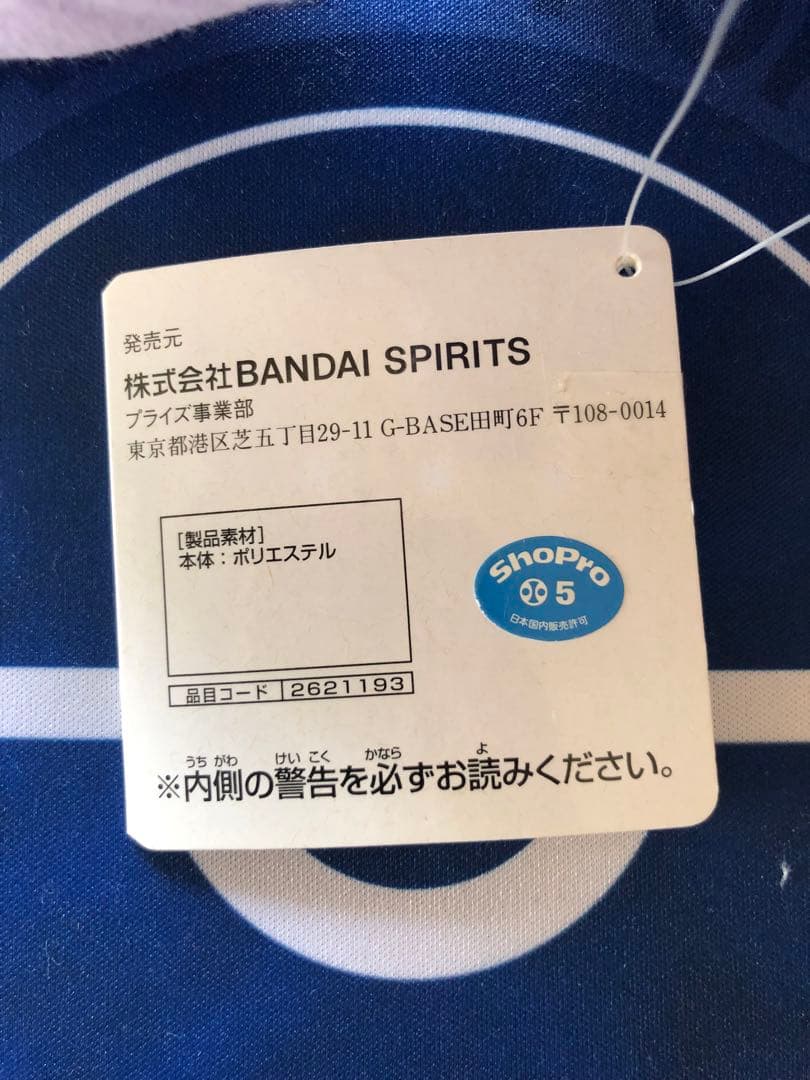 発売元
株式会社BANDAI SPIRITS
プライズ事業部
東京都港区芝五丁目29-11 G-BASE田町6F 〒108-0014
[製品素材]
本体：ポリエステル
ShoPro
5
日本国内販売許可
品目コード 2621193
うちがわ けいこく かなら よ
※内側の警告を必ずお読みください。